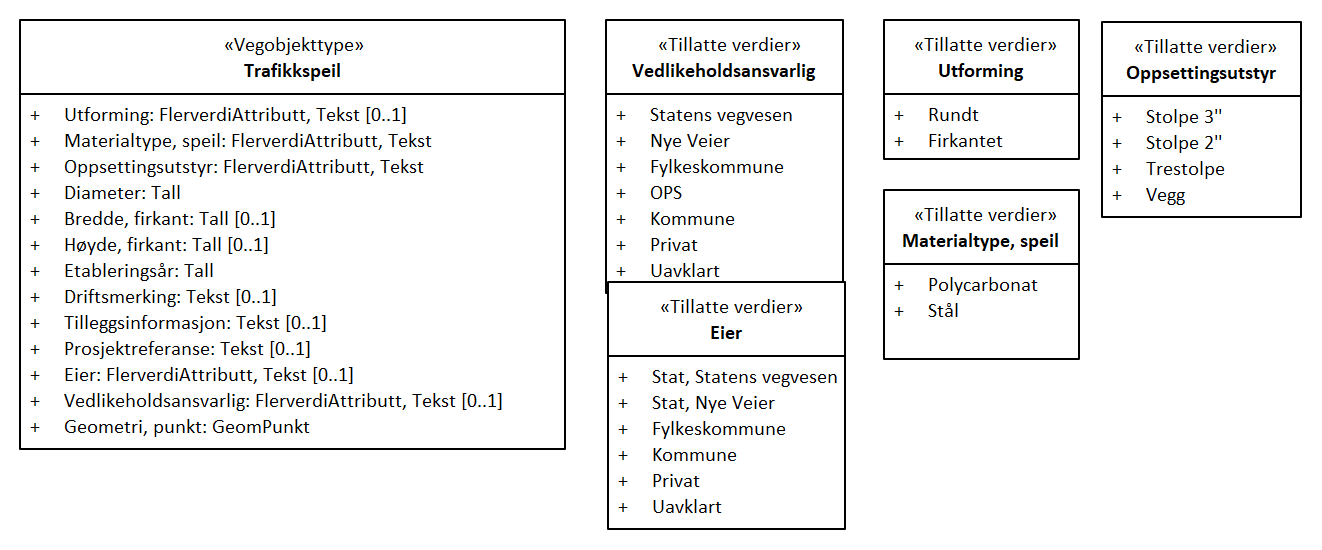 «Vegobjekttype»
Trafikkspeil
+ Utforming: FlerverdiAttributt, Tekst [0..1]
+ Materialtype, speil: FlerverdiAttributt, Tekst
+ Oppsettingsutstyr: FlerverdiAttributt, Tekst
+ Diameter: Tall
+ Bredde, firkant: Tall [0..1]
+ Høyde, firkant: Tall [0..1]
+ Etableringsår: Tall
+ Driftsmerking: Tekst [0..1]
+ Tilleggsinformasjon: Tekst [0..1]
+ Prosjektreferanse: Tekst [0..1]
+ Eier: FlerverdiAttributt, Tekst [0..1]
+ Vedlikeholdsansvarlig: FlerverdiAttributt, Tekst [0..1]
+ Geometri, punkt: GeomPunkt
«Tillatte verdier»
Vedlikeholdsansvarlig
+ Statens vegvesen
+ Nye Veier
+ Fylkeskommune
+ OPS
+ Kommune
+ Privat
+ Uavklart
«Tillatte verdier»
Eier
+ Stat, Statens vegvesen
+ Stat, Nye Veier
+ Fylkeskommune
+ Kommune
+ Privat
+ Uavklart
«Tillatte verdier»
Utforming
+ Rundt
+ Firkantet
«Tillatte verdier»
Materialtype, speil
+ Polycarbonat
+ Stål
«Tillatte verdier»
Oppsettingsutstyr
+ Stolpe 3"
+ Stolpe 2"
+ Trestolpe
+ Vegg